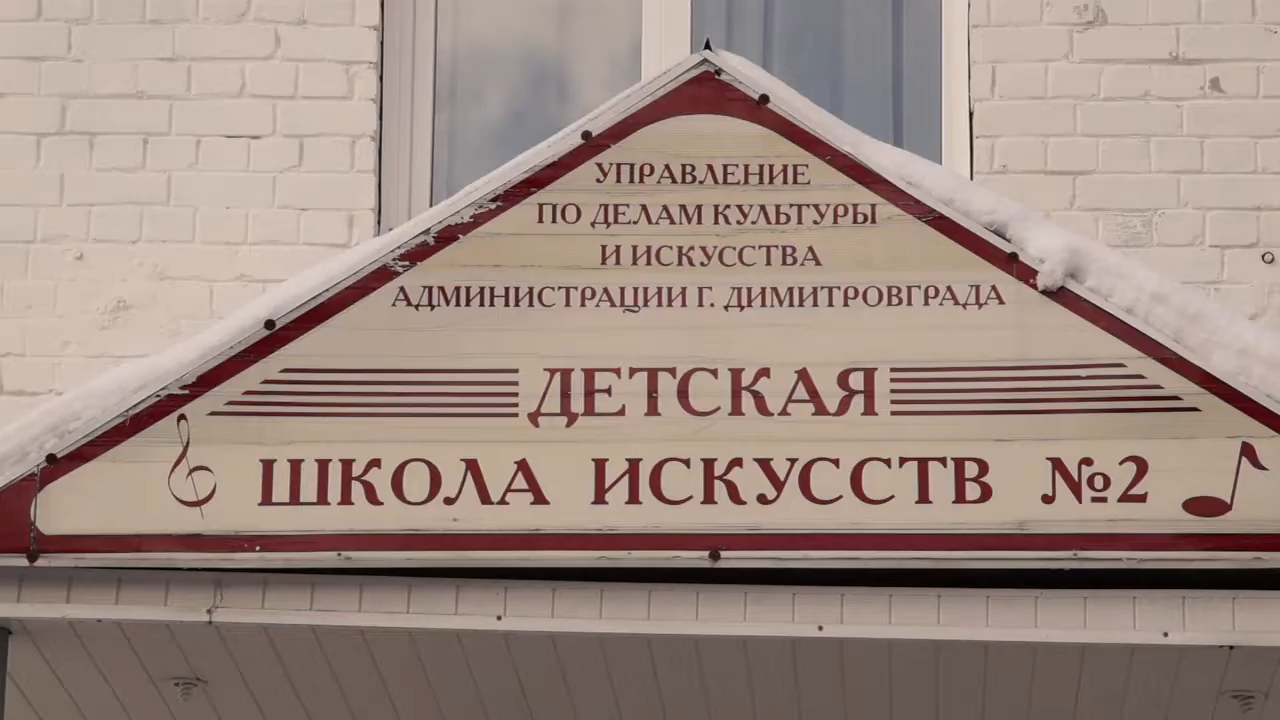 УПРАВЛЕНИЕ
ПО ДЕЛАМ КУЛЬТУРЫ
И ИСКУССТВА
АДМИНИСТРАЦИИ Г. ДИМИТРОВГРАДА
ДЕТСКАЯ
ШКОЛА ИСКУССТВ №2